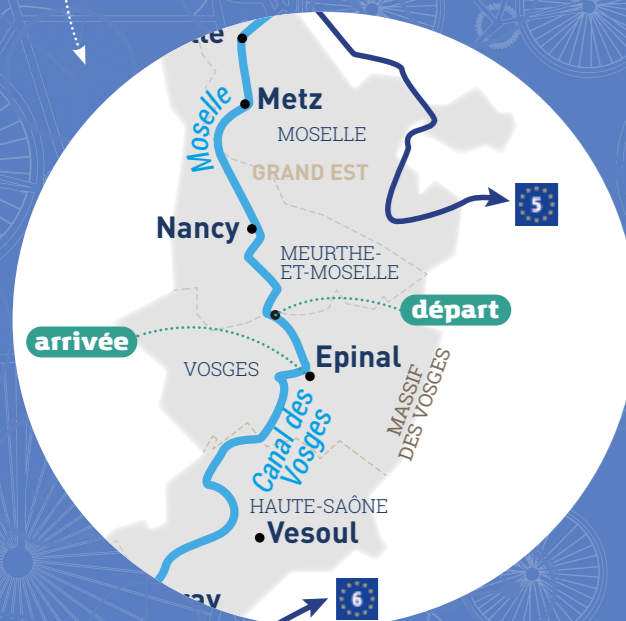 Metz
Moselle
MOSELLE
GRAND EST
5
Nancy
MEURTHE-
ET-MOSELLE
départ
arrivée
Epinal
VOSGES
MASSIF
DES VOSGES
Canal des
Vosges
HAUTE-SAÔNE
Vesoul
6